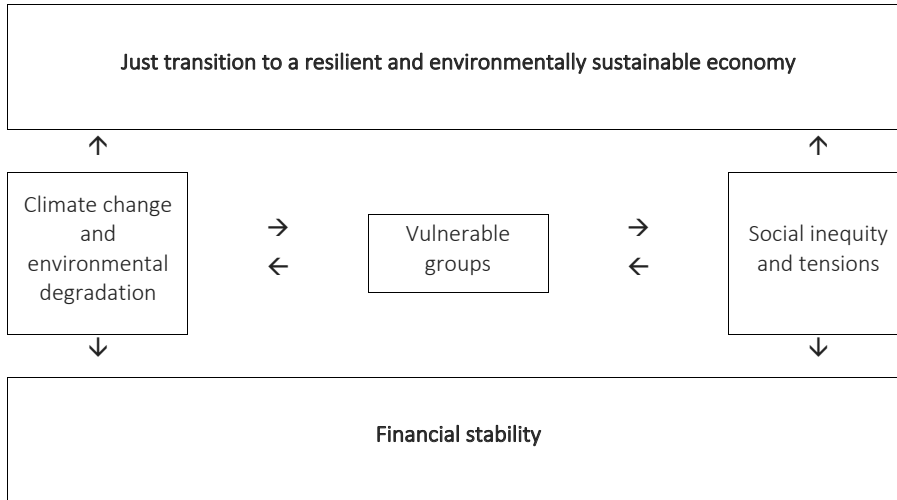 Just transition to a resilient and environmentally sustainable economy
↑ ↑
Climate change
and
environmental
degradation
→
←
Vulnerable
groups
→
←
Social inequity
and tensions
↓ ↓
Financial stability